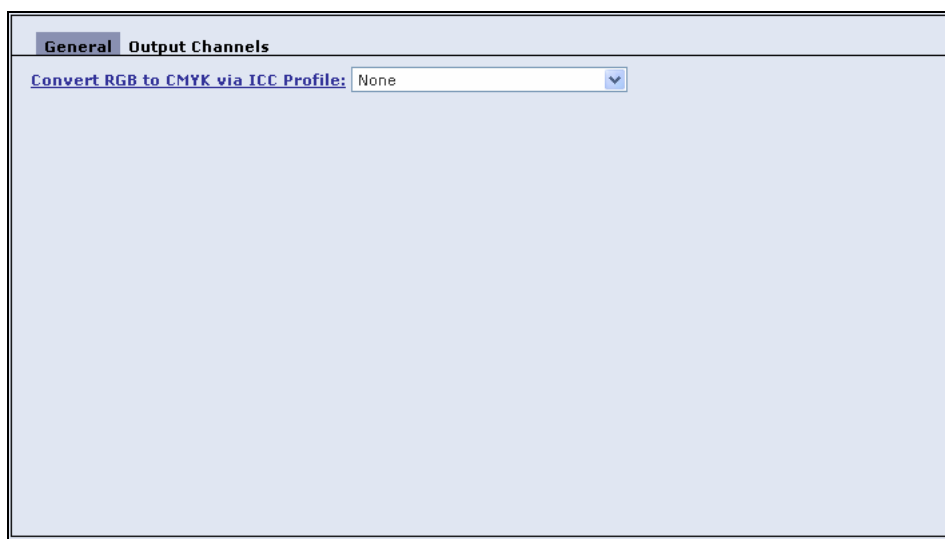 General Output Channels
Convert RGB to CMYK via ICC Profile: None